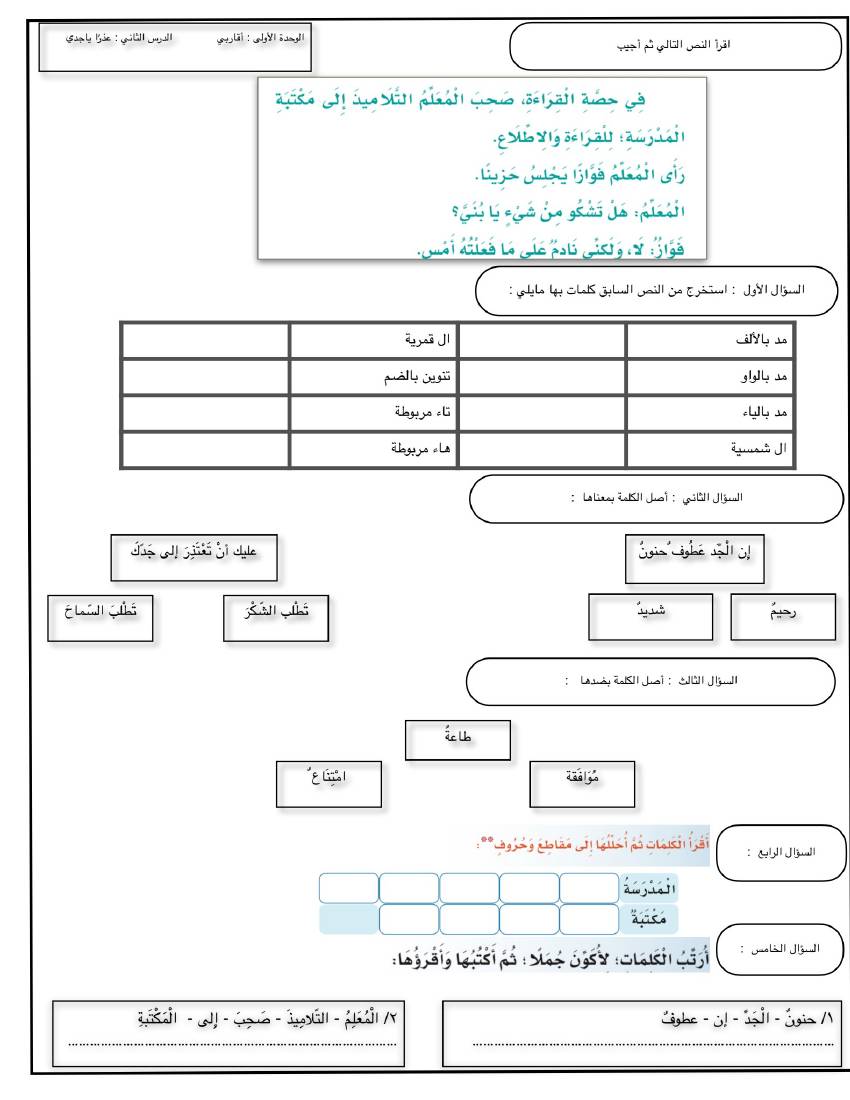 الوحدة الأولى : أقاربي الدرس الثاني : عذرًا ياجدي
اقرأ النص التالي ثم أجيب
في حِصَّةِ الْقِرَاءَةِ، صَحِبَ الْمُعَلِّمُ التَّلَامِيذَ إِلَى مَكْتَبَةِ
الْمَدْرَسَةِ؛ لِلْقِرَاءَةِ وَالِاطِّلَاعِ.
رَأَى الْمُعَلِّمُ فَوَّازًا يَجْلِسُ حَزِينًا.
الْمُعَلِّمُ: هَلْ تَشْكُو مِنْ شَيْءٍ يَا بُنَيَّ؟
فَوَّازُ: لَا، وَلَكِنِّي نَادِمٌ عَلَى مَا فَعَلْتُهُ أَمْسِ.
السؤال الأول : استخرج من النص السابق كلمات بها مايلي :
مد بالألف ال قمرية
مد بالواو تنوين بالضم
مد بالياء تاء مربوطة
ال شمسية هاء مربوطة
السؤال الثاني : أصل الكلمة بمعناها :
إن الْجَّد عَطُوف ٌحنونٌ عليك أنْ تَعْتَذِرَ إلى جَدّكَ
رحيمٌ شديدٌ تَطْلب الشّكْرَ تَطْلبَ السّماحَ
السؤال الثالث : أصل الكلمة بضدها :
طاعةٌ
مُوَافَقة امْتِنَاع ٌ
السؤال الرابع :
أَقْرَأُ الْكَلِمَاتِ ثُمَّ أُحَلِّلُهَا إِلَى مَقَاطِعَ وَحُرُوفٍ**:
الْمَدْرَسَةُ
مَكْتَبَةٌ
السؤال الخامس :
أُرَتِّبُ الْكَلِمَاتِ؛ لِأُكَوِّنَ جُمَلًا؛ ثُمَّ أَكْتُبُهَا وَأَقْرَؤُهَا:
١/ حنونٌ - الْجَدّ - إن - عطوفٌ
٢/ الْمُعَلِمُ - التّلاميذَ - صَحِبَ - إلى - الْمَكْتَبَةِ